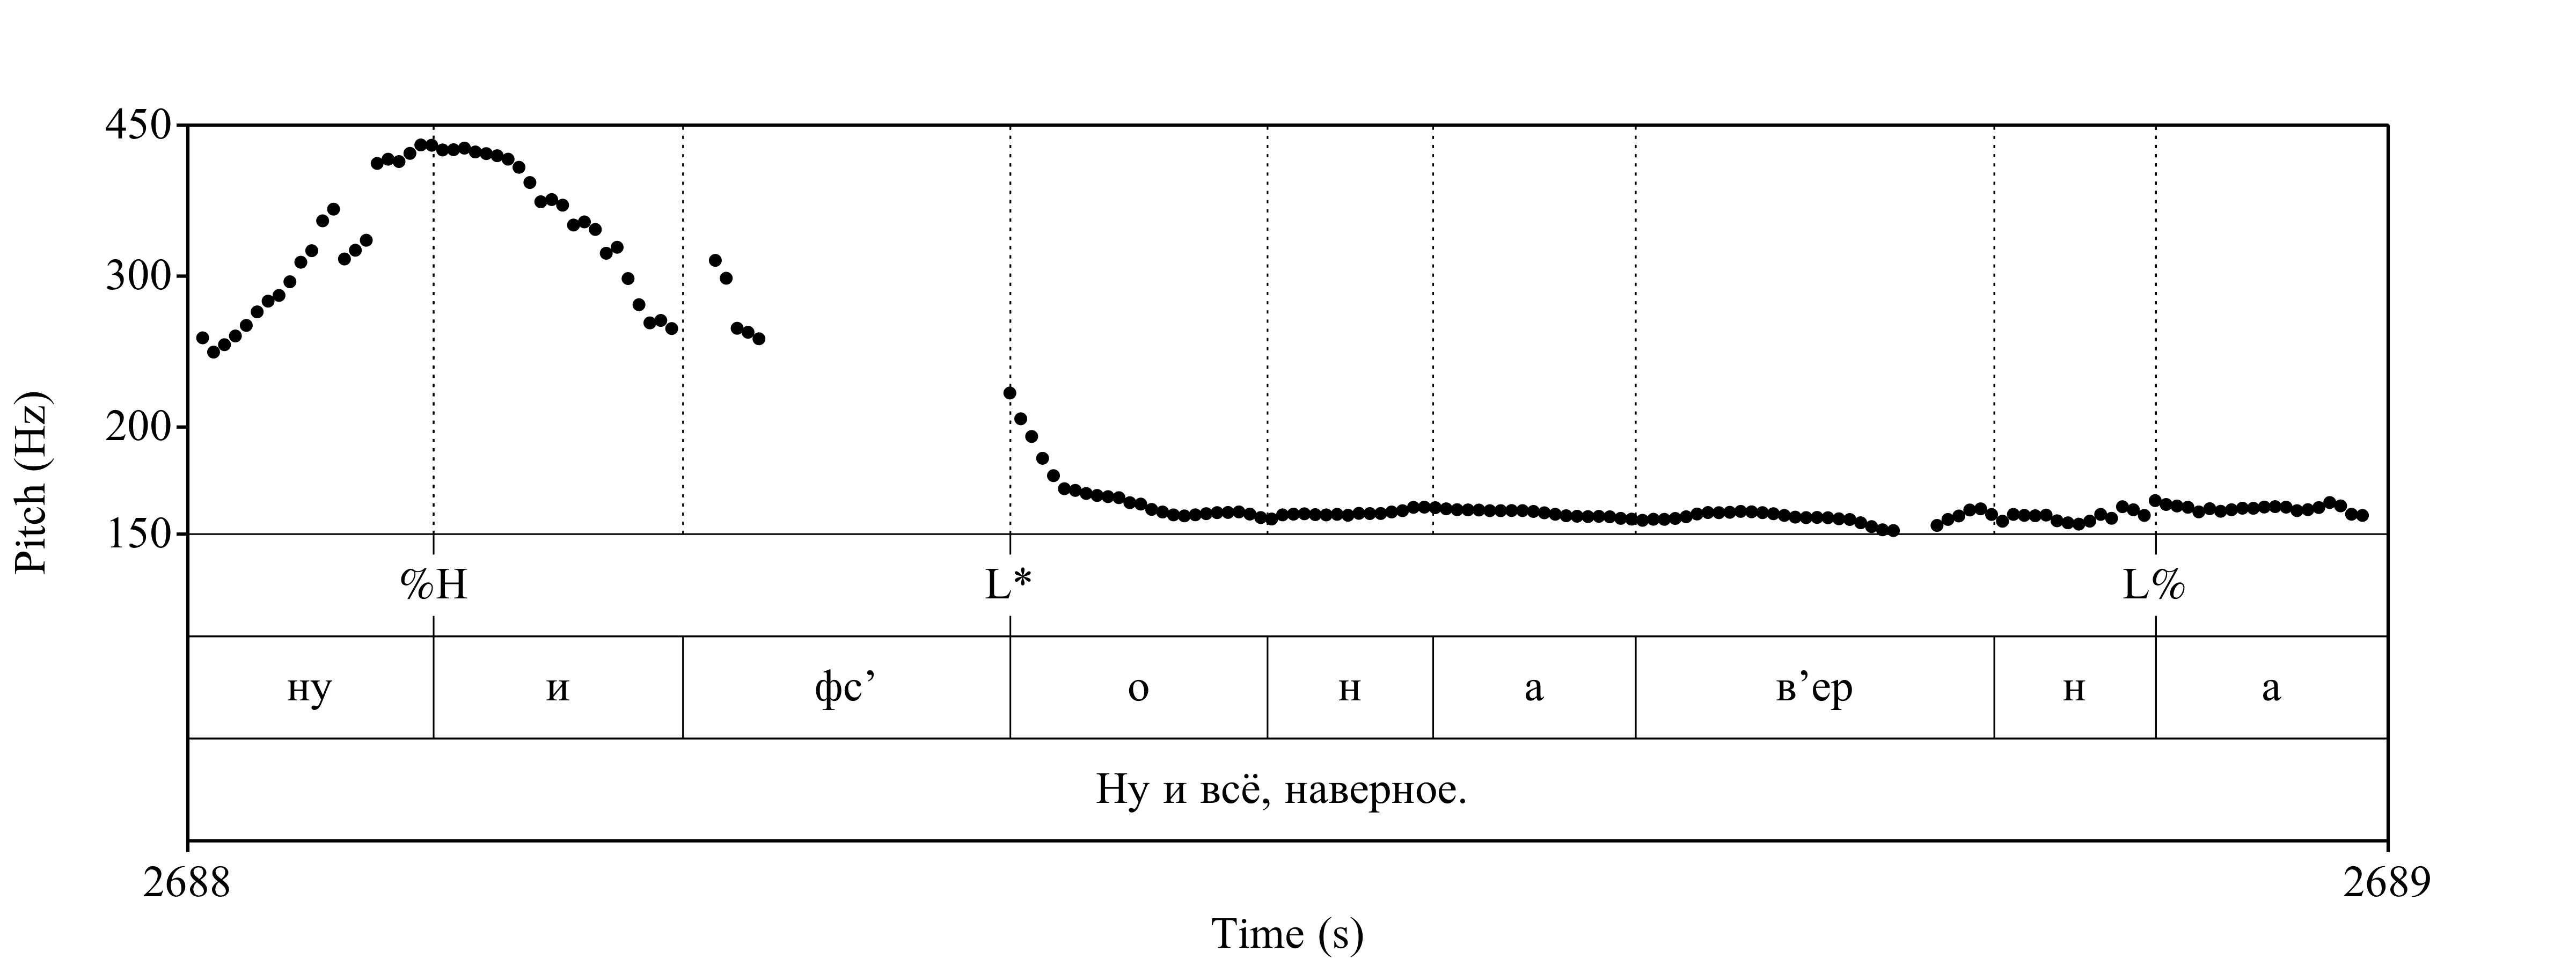 450
300
200
150
Pitch (Hz)
%H L* L%
ну и фс’ о н а в’ер н а
Ну и всё, наверное.
2688 2689
Time (s)